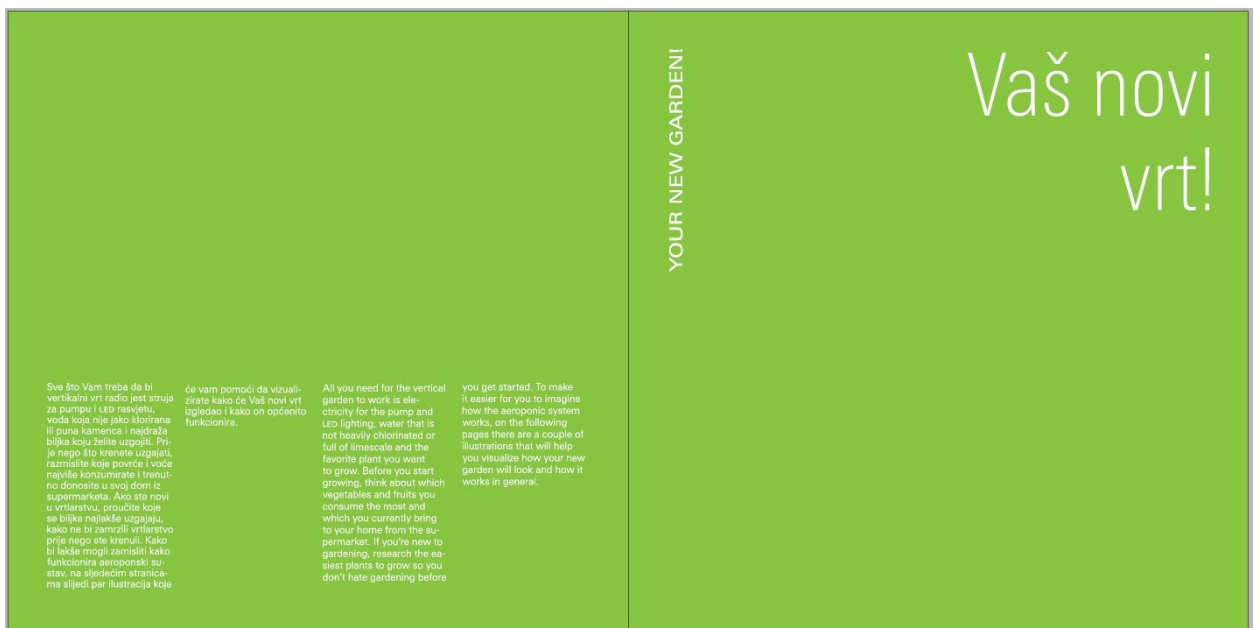 Sve što Vam treba da bi
vertikalni vrt radio jest struja
za pumpu i LED rasvjetu,
voda koja nije jako klorirana
ili puna kamenca i najdraža
biljka koju želite uzgojiti. Pri-
je nego što krenete uzgajati,
razmislite koje povrće i voće
najviše konzumirate i trenut-
no donosite u svoj dom iz
supermarketa. Ako ste novi
u vrtlarstvu, proučite koje
se biljke najlakše uzgajaju,
kako ne bi zamrzili vrtlarstvo
prije nego ste krenuli. Kako
bi lakše mogli zamisliti kako
funkcionira aeroponski su-
stav, na sljedećim stranica-
ma slijedi par ilustracija koje
će vam pomoći da vizuali-
zirate kako će Vaš novi vrt
izgledao i kako on općenito
funkcionira.
All you need for the vertical
garden to work is ele-
ctricity for the pump and
LED lighting, water that is
not heavily chlorinated or
full of limescale and the
favorite plant you want
to grow. Before you start
growing, think about which
vegetables and fruits you
consume the most and
which you currently bring
to your home from the su-
permarket. If you're new to
gardening, research the ea-
siest plants to grow so you
don't hate gardening before
you get started. To make
it easier for you to imagine
how the aeroponic system
works, on the following
pages there are a couple of
illustrations that will help
you visualize how your new
garden will look and how it
works in general.
YOUR NEW GARDEN!
Vaš novi
vrt!